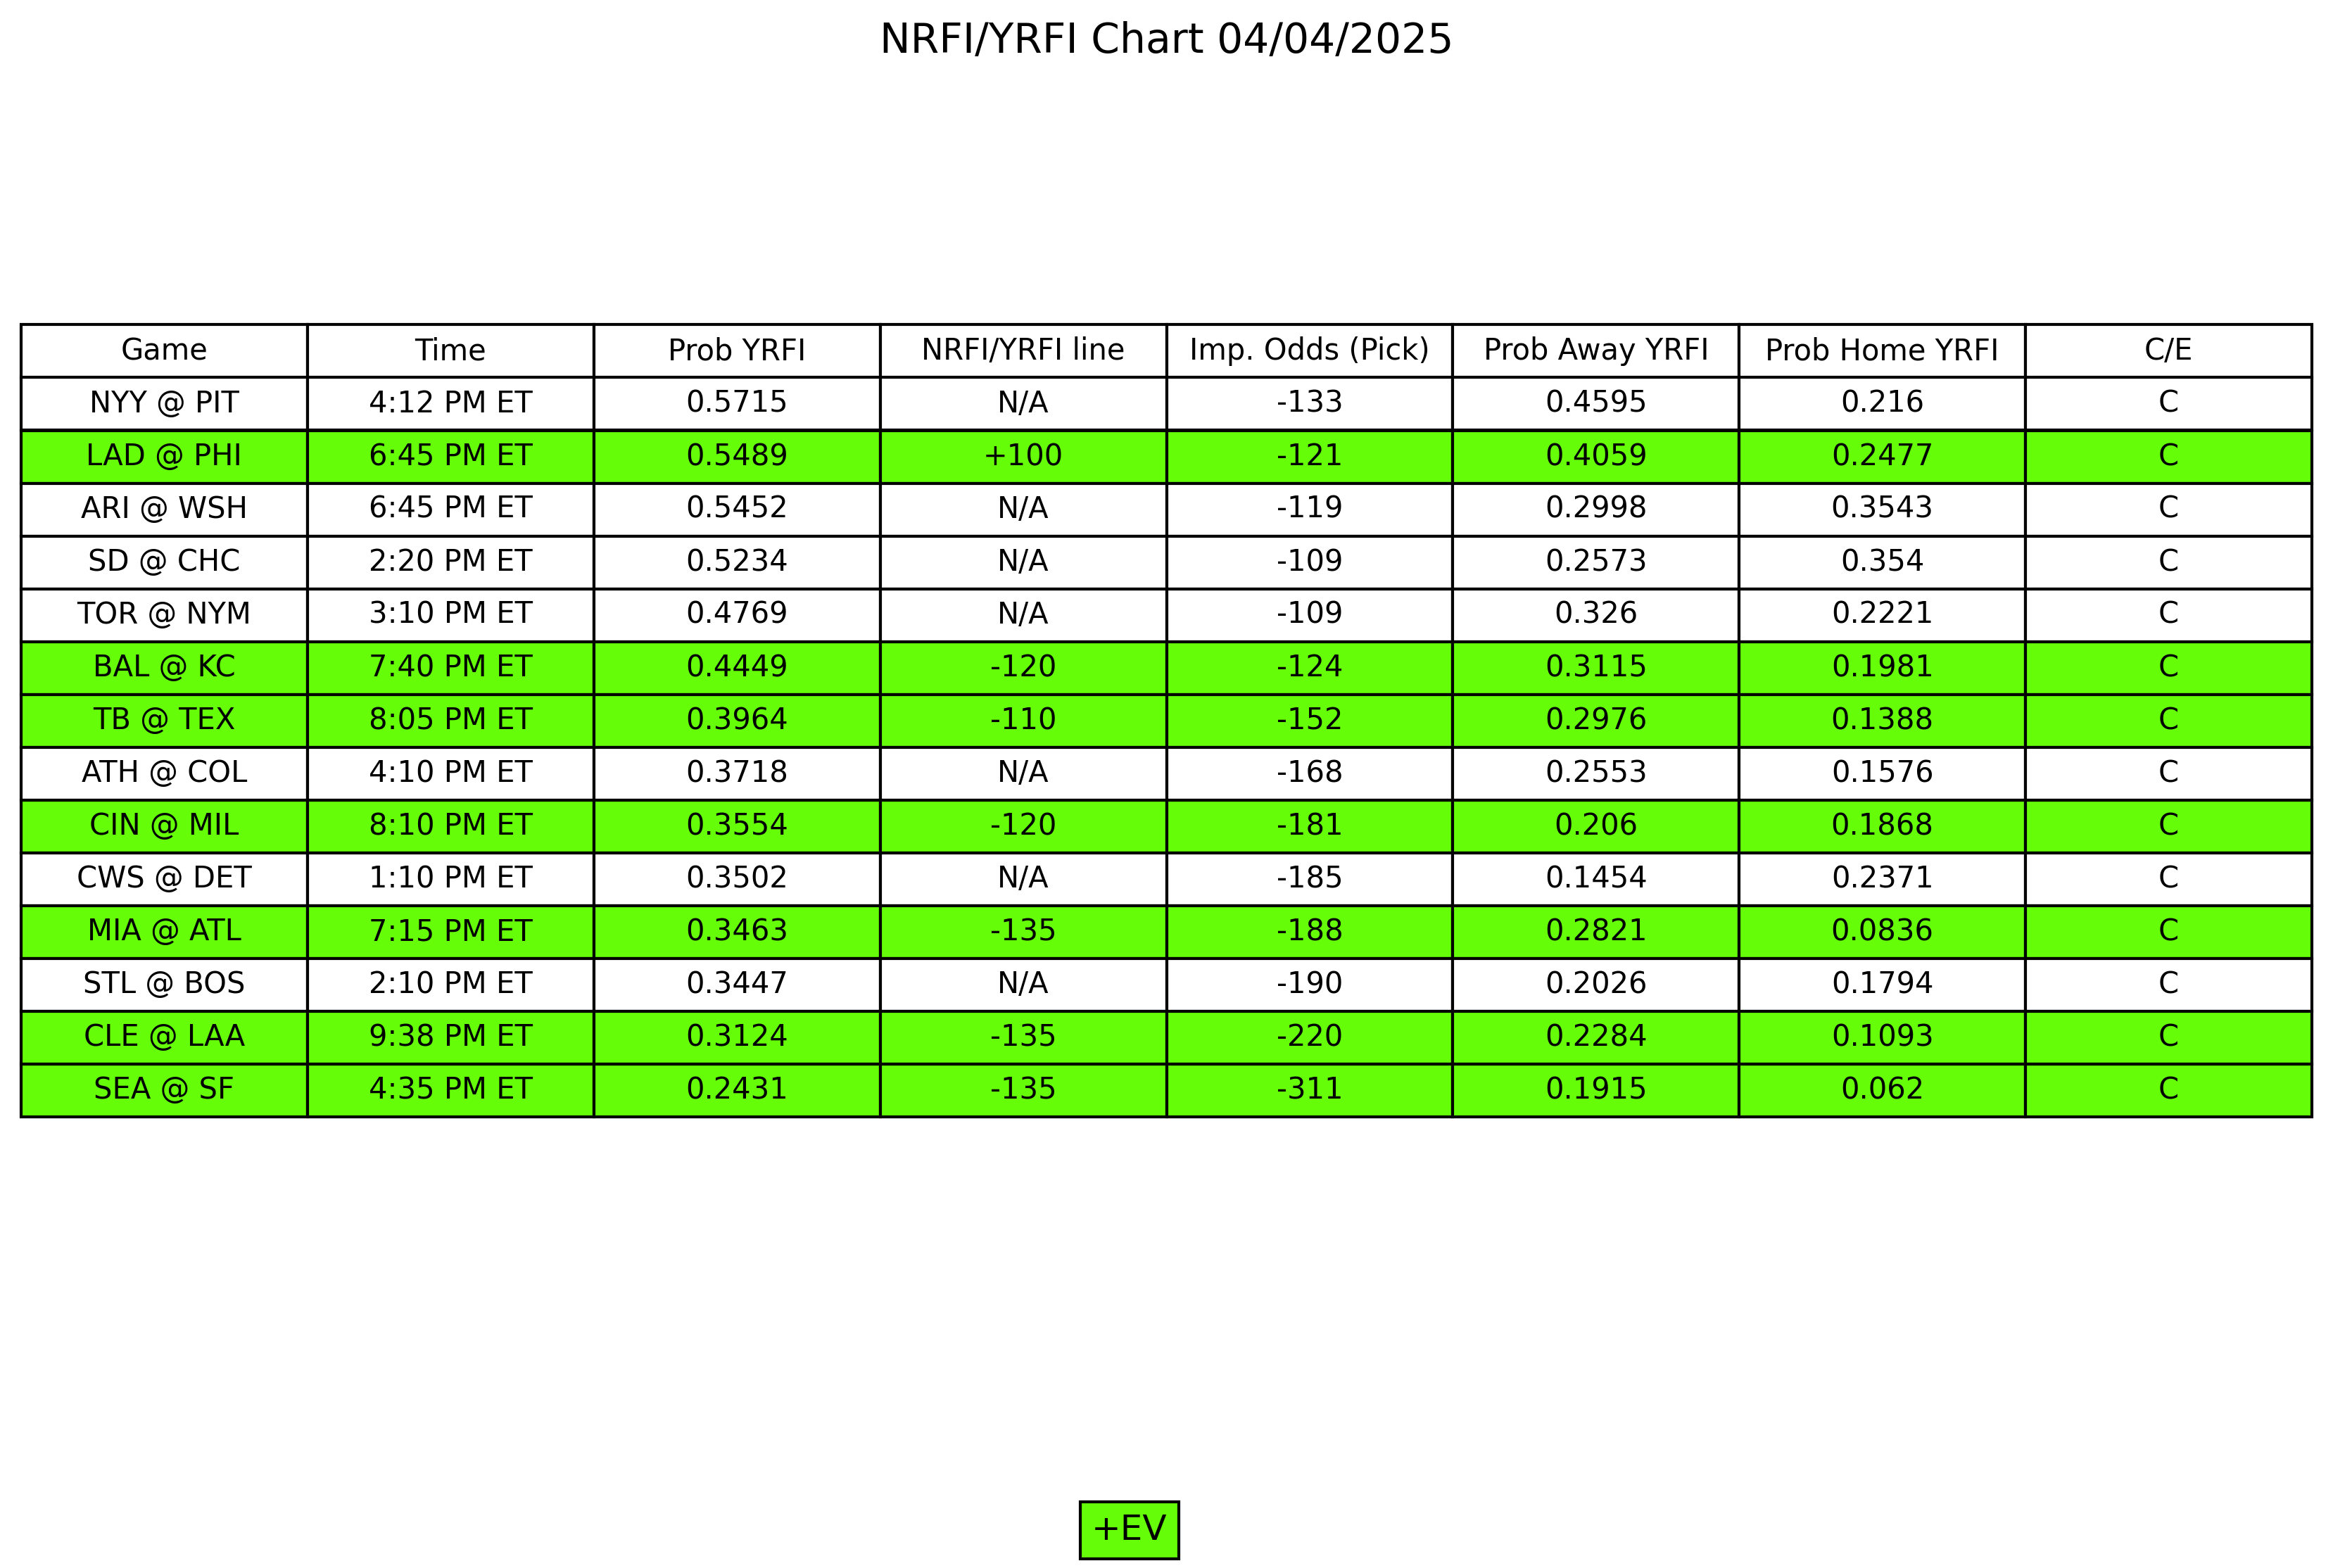 NRFI/YRFI Chart 04/04/2025
Game Time Prob YRFI NRFI/YRFI line Imp. Odds (Pick) Prob Away YRFI Prob Home YRFI C/E
NYY @ PIT 4:12 PM ET 0.5715 N/A -133 0.4595 0.216 C
LAD @ PHI 6:45 PM ET 0.5489 +100 -121 0.4059 0.2477 C
ARI @ WSH 6:45 PM ET 0.5452 N/A -119 0.2998 0.3543 C
SD @ CHC 2:20 PM ET 0.5234 N/A -109 0.2573 0.354 C
TOR @ NYM 3:10 PM ET 0.4769 N/A -109 0.326 0.2221 C
BAL @ KC 7:40 PM ET 0.4449 -120 -124 0.3115 0.1981 C
TB @ TEX 8:05 PM ET 0.3964 -110 -152 0.2976 0.1388 C
ATH @ COL 4:10 PM ET 0.3718 N/A -168 0.2553 0.1576 C
CIN @ MIL 8:10 PM ET 0.3554 -120 -181 0.206 0.1868 C
CWS @ DET 1:10 PM ET 0.3502 N/A -185 0.1454 0.2371 C
MIA @ ATL 7:15 PM ET 0.3463 -135 -188 0.2821 0.0836 C
STL @ BOS 2:10 PM ET 0.3447 N/A -190 0.2026 0.1794 C
CLE @ LAA 9:38 PM ET 0.3124 -135 -220 0.2284 0.1093 C
SEA @ SF 4:35 PM ET 0.2431 -135 -311 0.1915 0.062 C
+EV